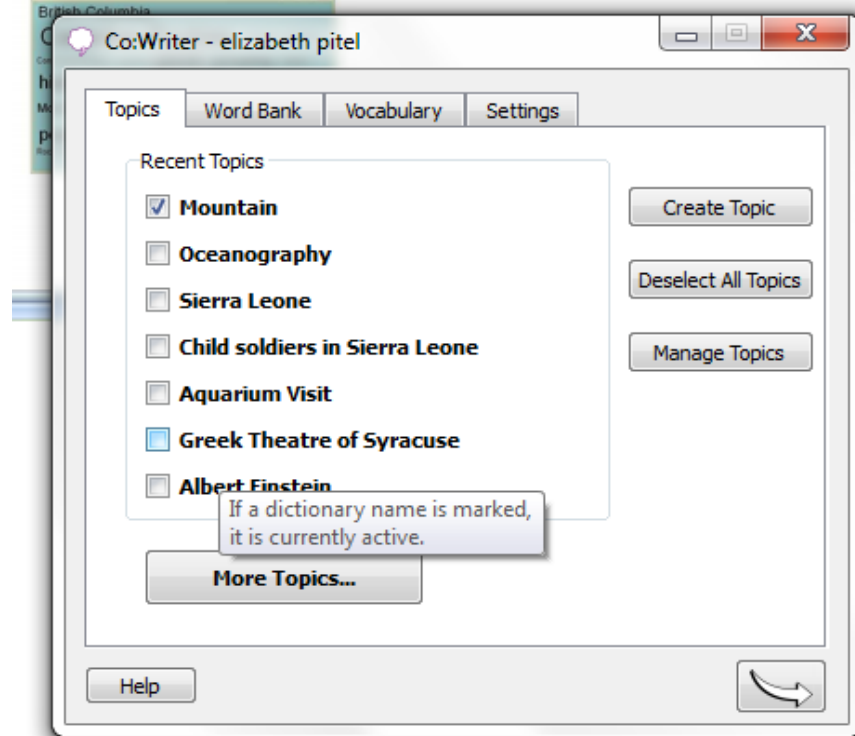 British Columbia
Co:Writer - elizabeth pitel
hi
Topics Word Bank Vocabulary Settings
Recent Topics
Mountain
Oceanography
Sierra Leone
Child soldiers in Sierra Leone
Aquarium Visit
Greek Theatre of Syracuse
Albert Einstein
If a dictionary name is marked,
it is currently active.
More Topics...
Create Topic
Deselect All Topics
Manage Topics
Help